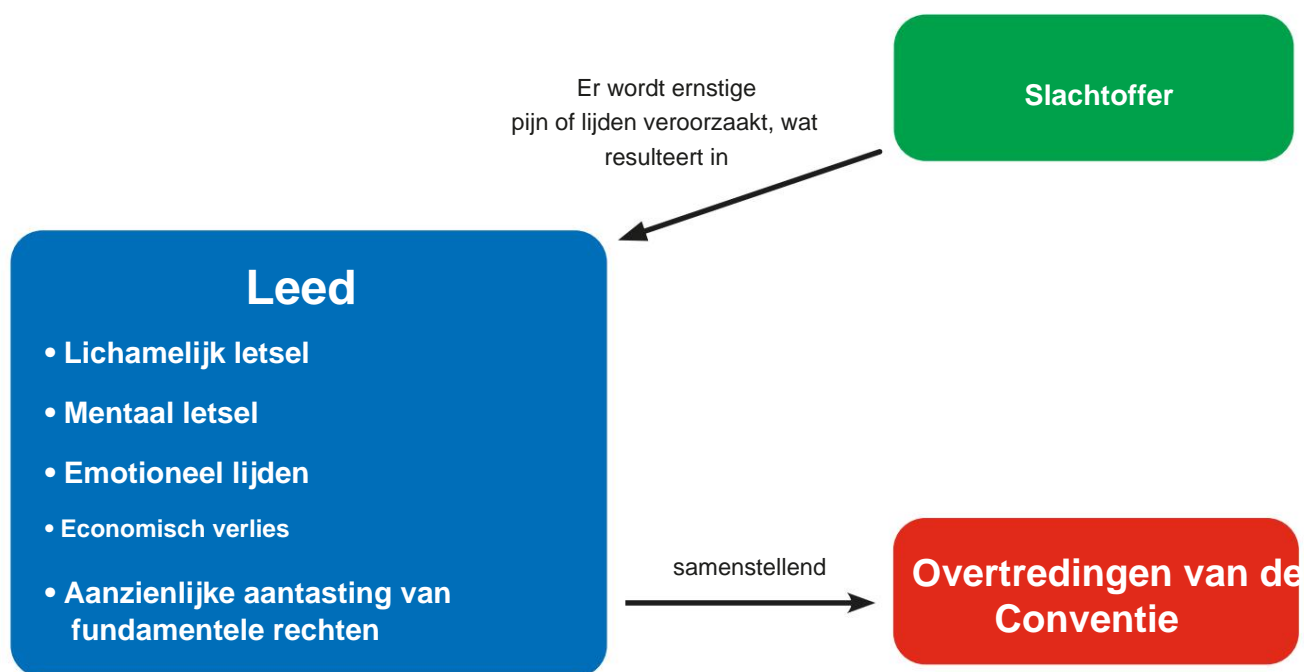 Slachtoffer
Er wordt ernstige
pijn of lijden veroorzaakt, wat
resulteert in
Leed
• Lichamelijk letsel
• Mentaal letsel
• Emotioneel lijden
• Economisch verlies
• Aanzienlijke aantasting van
fundamentele rechten
samenstellend
Overtredingen van de
Conventie